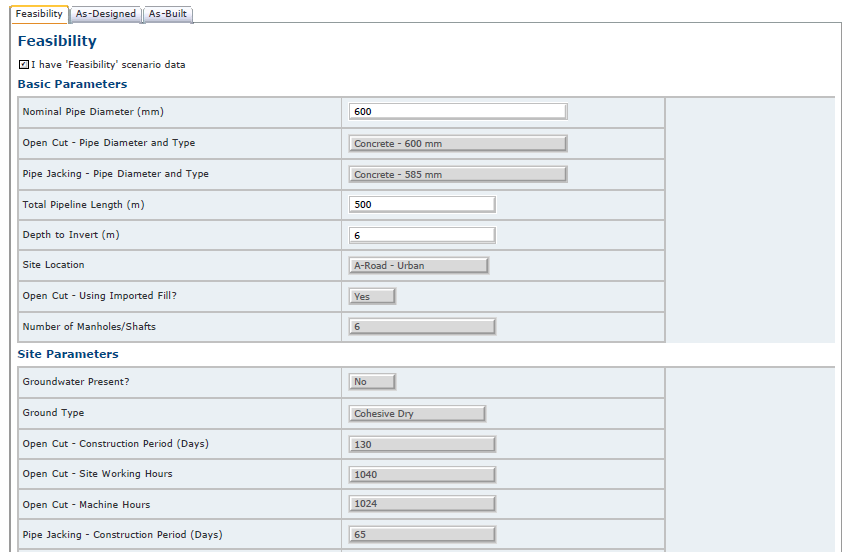 Feasibility As-Designed As-Built
Feasibility
I have 'Feasibility' scenario data
Basic Parameters
Nominal Pipe Diameter (mm) 600
Open Cut - Pipe Diameter and Type Concrete - 600 mm
Pipe Jacking - Pipe Diameter and Type Concrete - 585 mm
Total Pipeline Length (m) 500
Depth to Invert (m) 6
Site Location A-Road - Urban
Open Cut - Using Imported Fill? Yes
Number of Manholes/Shafts 6
Site Parameters
Groundwater Present? No
Ground Type Cohesive Dry
Open Cut - Construction Period (Days) 130
Open Cut - Site Working Hours 1040
Open Cut - Machine Hours 1024
Pipe Jacking - Construction Period (Days) 65